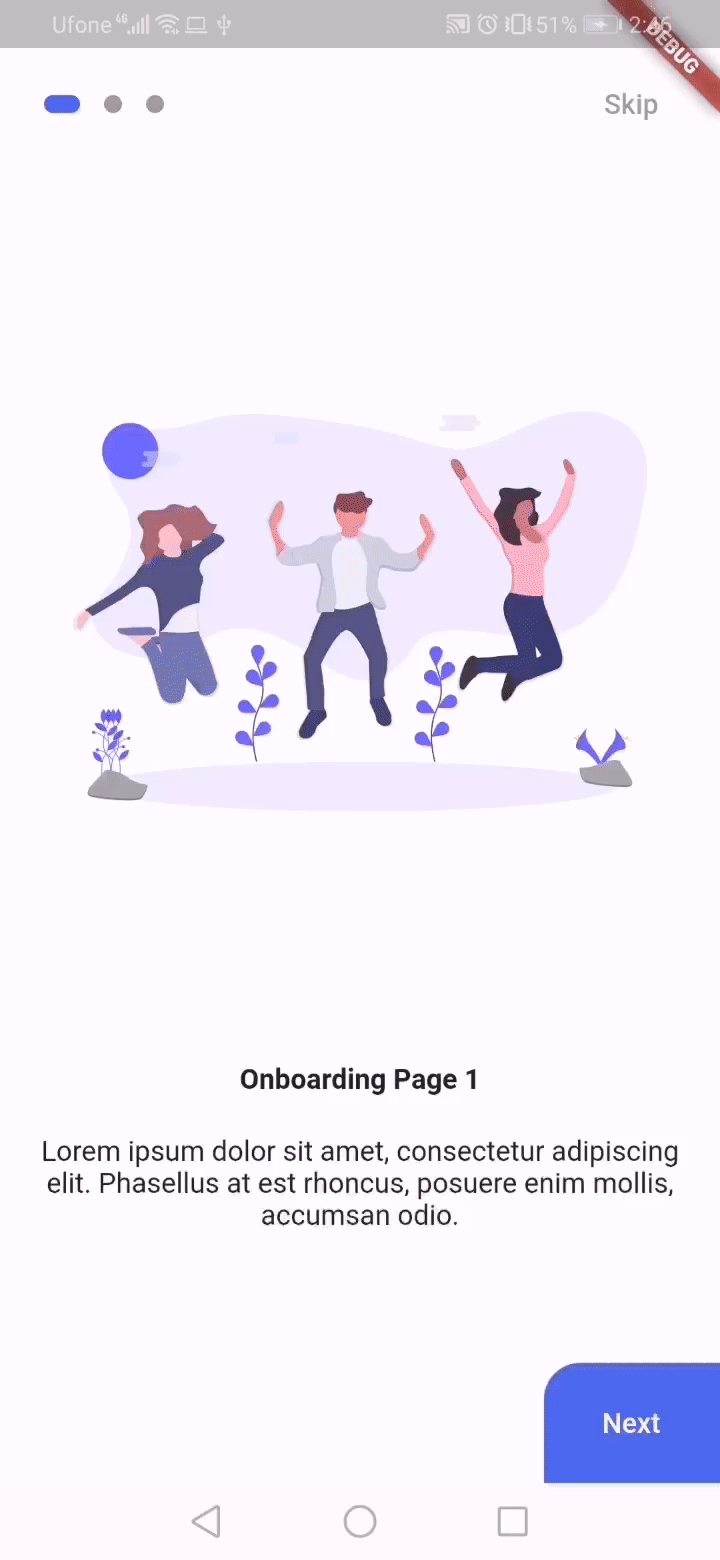 Ufone 4G 51% 2:46
DEBUG
Skip
Onboarding Page 1
Lorem ipsum dolor sit amet, consectetur adipiscing
elit. Phasellus at est rhoncus, posuere enim mollis,
accumsan odio.
Next